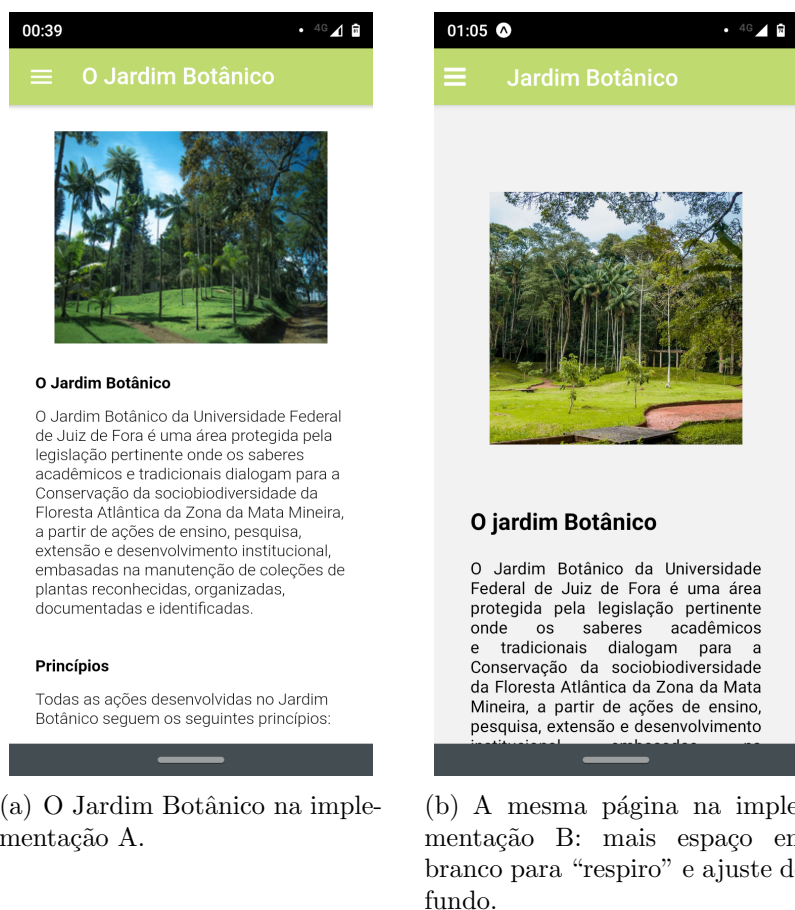 00:39
4G
O Jardim Botânico
O Jardim Botânico
O Jardim Botânico da Universidade Federal
de Juiz de Fora é uma área protegida pela
legislação pertinente onde os saberes
acadêmicos e tradicionais dialogam para a
Conservação da sociobiodiversidade da
Floresta Atlântica da Zona da Mata Mineira,
a partir de ações de ensino, pesquisa,
extensão e desenvolvimento institucional,
embasadas na manutenção de coleções de
plantas reconhecidas, organizadas,
documentadas e identificadas.
Princípios
Todas as ações desenvolvidas no Jardim
Botânico seguem os seguintes princípios:
(a) O Jardim Botânico na imple-
mentação A.
01:05
4G
Jardim Botânico
O jardim Botânico
O Jardim Botânico da Universidade
Federal de Juiz de Fora é uma área
protegida pela legislação pertinente
onde os saberes acadêmicos
e tradicionais dialogam para a
Conservação da sociobiodiversidade
da Floresta Atlântica da Zona da Mata
Mineira, a partir de ações de ensino,
pesquisa, extensão e desenvolvimento
institucional, embasadas na
(b) A mesma página na imple
mentação B: mais espaço em
branco para “respiro” e ajuste d
fundo.